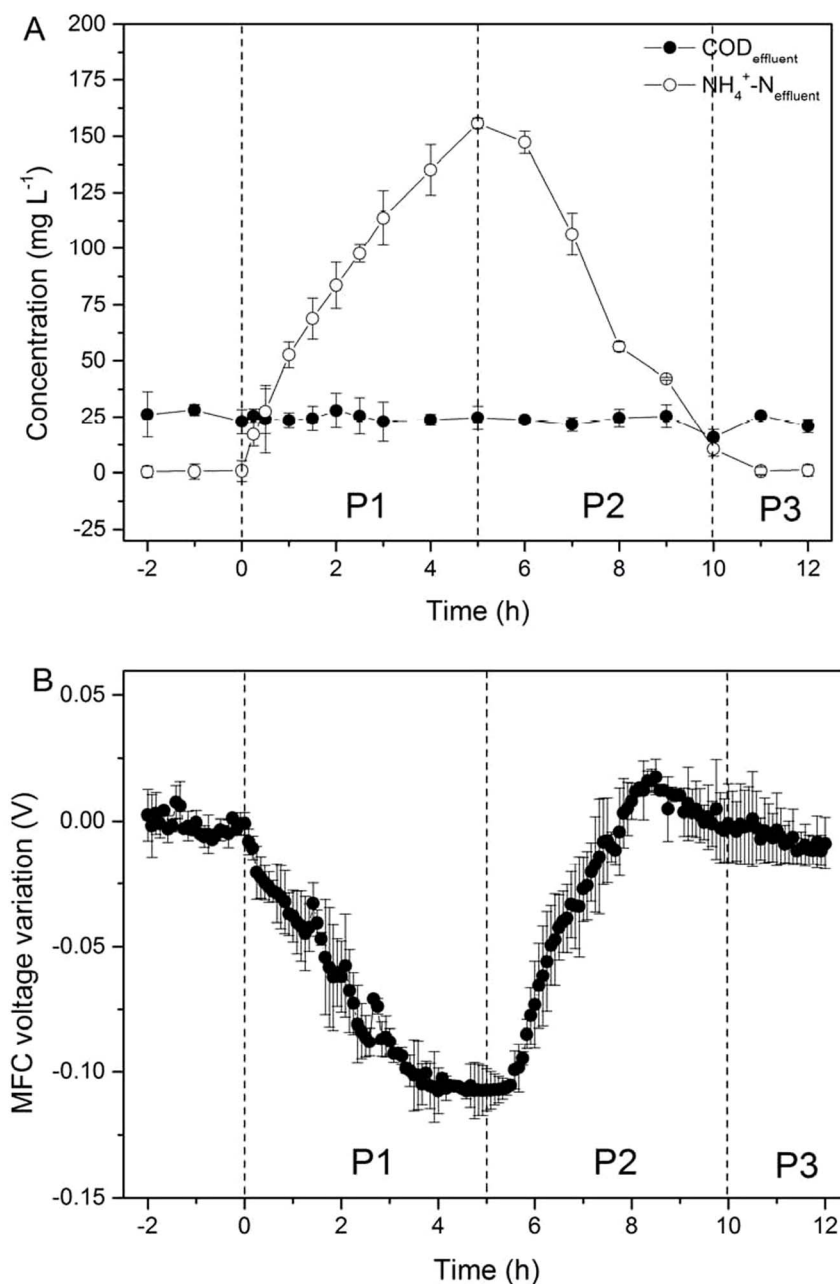 A
200
175
150
125
100
75
50
25
0
-25
Concentration (mg L⁻¹)
COD_effluent
NH₄⁺-N_effluent
P1
P2
P3
-2 0 2 4 6 8 10 12
Time (h)
B
0.05
0.00
-0.05
-0.10
-0.15
MFC voltage variation (V)
P1
P2
P3
-2 0 2 4 6 8 10 12
Time (h)